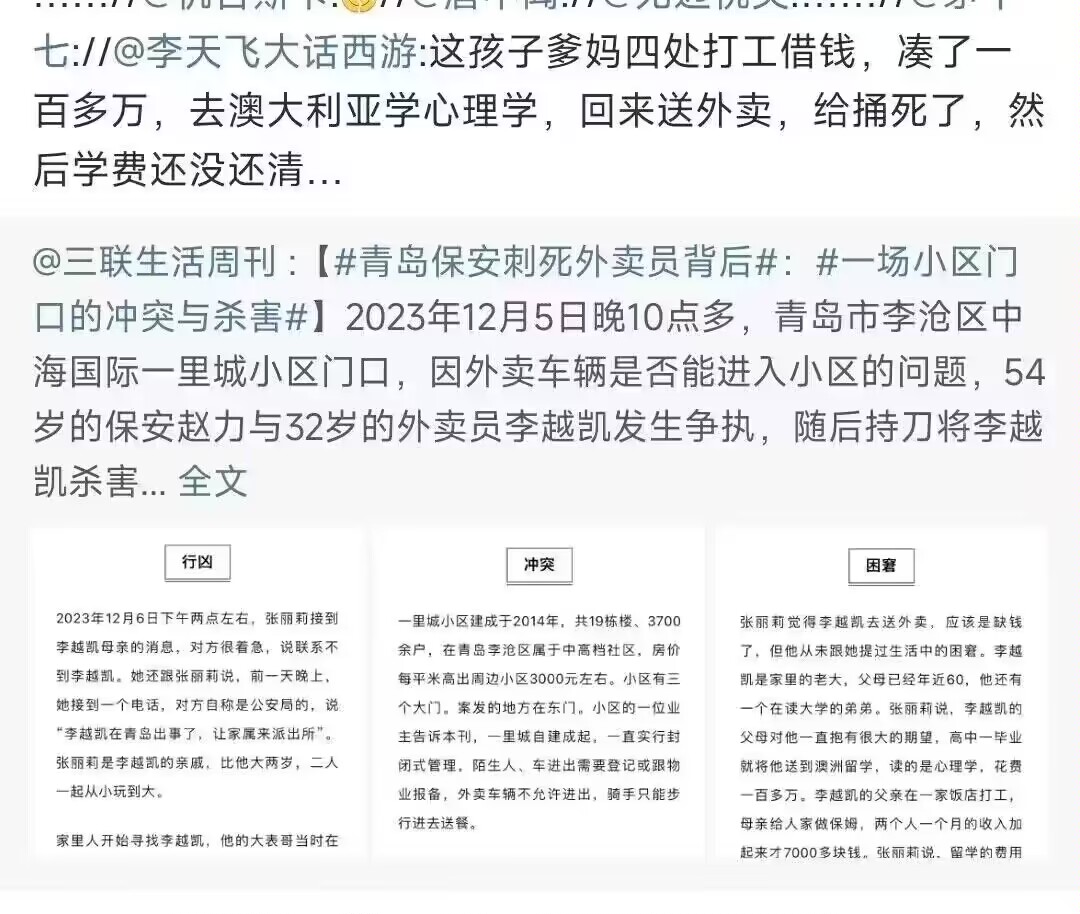 七://@李天飞大话西游:这孩子爹妈四处打工借钱，凑了一
百多万，去澳大利亚学心理学，回来送外卖，给捅死了，然
后学费还没还清...
@三联生活周刊：【#青岛保安刺死外卖员背后#：#一场小区门
口的冲突与杀害#】2023年12月5日晚10点多，青岛市李沧区中
海国际一里城小区门口，因外卖车辆是否能进入小区的问题，54
岁的保安赵力与32岁的外卖员李越凯发生争执，随后持刀将李越
凯杀害... 全文
行凶
2023年12月6日下午两点左右，张丽莉接到
李越凯母亲的消息，对方很着急，说联系不
到李越凯。她还跟张丽莉说，前一天晚上，
她接到一个电话，对方自称是公安局的，说
“李越凯在青岛出事了，让家属来派出所”。
张丽莉是李越凯的亲戚，比他大两岁，二人
一起从小玩到大。
家里人开始寻找李越凯，他的大表哥当时在
冲突
一里城小区建成于2014年，共19栋楼、3700
余户，在青岛李沧区属于中高档社区，房价
每平米高出周边小区3000元左右。小区有三
个大门。案发的地方在东门。小区的一位业
主告诉本刊，一里城自建成起，一直实行封
闭式管理，陌生人、车进出需要登记或跟物
业报备，外卖车辆不允许进出，骑手只能步
行进去送餐。
困窘
张丽莉觉得李越凯去送外卖，应该是缺钱
了，但他从未跟她提过生活中的困窘。李越
凯是家里的老大，父母已经年近60，他还有
一个在读大学的弟弟。张丽莉说，李越凯的
父母对他一直抱有很大的期望，高中一毕业
就将他送到澳洲留学，读的是心理学，花费
一百多万。李越凯的父亲在一家饭店打工，
母亲给人家做保姆，两个人一个月的收入加
起来才7000多块钱。张丽莉说，留学的费用